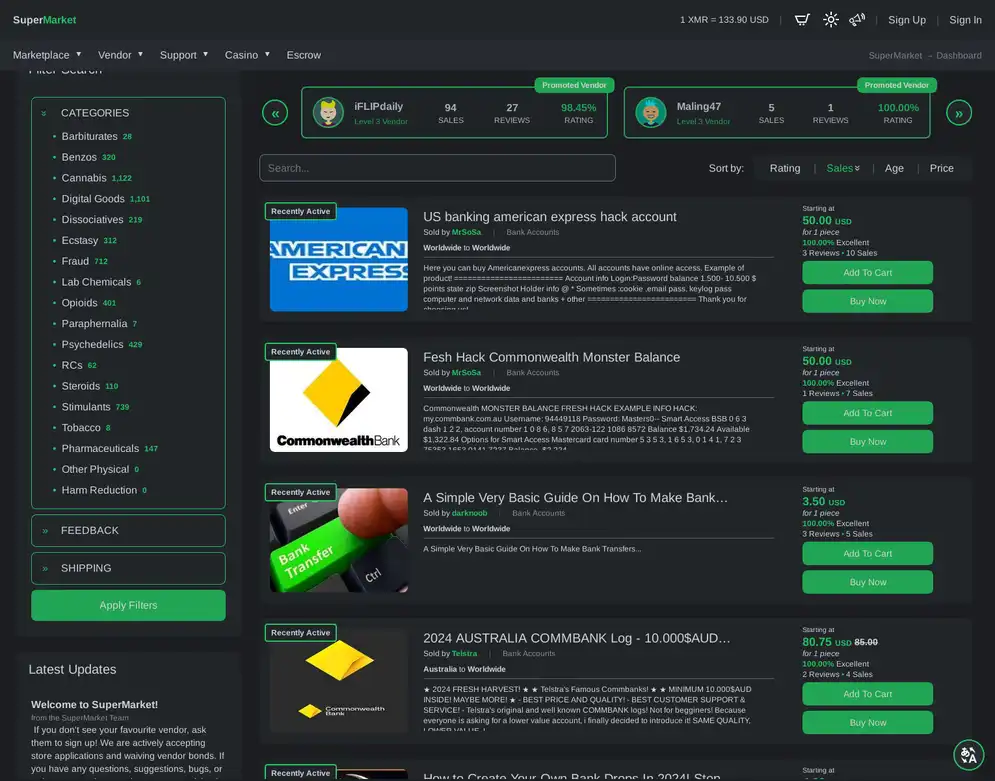 SuperMarket
1 XMR = 133.90 USD | | Sign Up | Sign In
Marketplace ▼ Vendor ▼ Support ▼ Casino ▼ Escrow
SuperMarket → Dashboard
Filter Search
CATEGORIES
• Barbiturates 28
• Benzos 320
• Cannabis 1,122
• Digital Goods 1,101
• Dissociatives 219
• Ecstasy 312
• Fraud 712
• Lab Chemicals 6
• Opioids 401
• Paraphernalia 7
• Psychedelics 429
• RCs 62
• Steroids 110
• Stimulants 739
• Tobacco 8
• Pharmaceuticals 147
• Other Physical 0
• Harm Reduction 0
» FEEDBACK
» SHIPPING
Apply Filters
Latest Updates
Welcome to SuperMarket!
from the SuperMarket Team
If you don't see your favourite vendor, ask
them to sign up! We are actively accepting
store applications and waiving vendor bonds. If
you have any questions, suggestions, bugs, or
«
Promoted Vendor
iFLIPdaily
Level 3 Vendor
94
SALES
27
REVIEWS
98.45%
RATING
Promoted Vendor
Maling47
Level 3 Vendor
5
SALES
1
REVIEWS
100.00%
RATING
»
Search...
Sort by: Rating | Sales | Age | Price
Recently Active
AMERICAN
EXPRESS
US banking american express hack account
Sold by MrSoSa | Bank Accounts
Worldwide to Worldwide
Here you can buy Americanexpress accounts. All accounts have online access. Example of
product! ======================== Account info Login:Password balance 1.500- 10.500 $
points state zip Screenshot Holder info @ * Sometimes :cookie ,email pass, keylog pass
computer and network data and banks + other ======================== Thank you for
choosing us!
Starting at
50.00 USD
for 1 piece
100.00% Excellent
3 Reviews • 10 Sales
Add To Cart
Buy Now
Recently Active
CommonwealthBank
Fesh Hack Commonwealth Monster Balance
Sold by MrSoSa | Bank Accounts
Worldwide to Worldwide
Commonwealth MONSTER BALANCE FRESH HACK EXAMPLE INFO HACK:
my.commbank.com.au Username: 94449118 Password: Masters0-- Smart Access BSB 0 6 3
dash 1 2 2, account number 1 0 8 6, 8 5 7 2063-122 1086 8572 Balance $1,734.24 Available
$1,322.84 Options for Smart Access Mastercard card number 5 3 5 3, 1 6 5 3, 0 1 4 1, 7 2 3
Starting at
50.00 USD
for 1 piece
100.00% Excellent
1 Reviews • 7 Sales
Add To Cart
Buy Now
Recently Active
Enter
Bank
Transfer
Ctrl
A Simple Very Basic Guide On How To Make Bank…
Sold by darknoob | Bank Accounts
Worldwide to Worldwide
A Simple Very Basic Guide On How To Make Bank Transfers...
Starting at
3.50 USD
for 1 piece
100.00% Excellent
3 Reviews • 5 Sales
Add To Cart
Buy Now
Recently Active
Commonwealth
Bank
2024 AUSTRALIA COMMBANK Log - 10.000$AUD…
Sold by Telstra | Bank Accounts
Australia to Worldwide
★ 2024 FRESH HARVEST! ★ ★ Telstra's Famous Commbanks! ★ ★ MINIMUM 10.000$AUD
INSIDE! MAYBE MORE! ★ - BEST PRICE AND QUALITY! - BEST CUSTOMER SUPPORT &
SERVICE! - Telstra's original and well known COMMBANK logs! Not for begginers! Because
everyone is asking for a lower value account, i finally decided to introduce it! SAME QUALITY,
LOWER VALUE !
Starting at
80.75 USD 85.00
for 1 piece
100.00% Excellent
2 Reviews • 4 Sales
Add To Cart
Buy Now
Recently Active
How to Create Your Own Bank Drops In 2024! Stop
Starting at